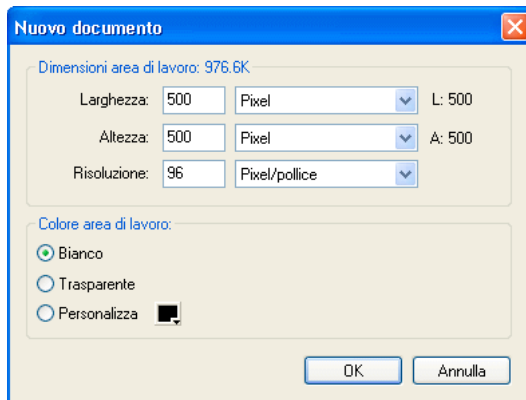 Nuovo documento
Dimensioni area di lavoro: 976.6K
Larghezza: 500 Pixel L: 500
Altezza: 500 Pixel A: 500
Risoluzione: 96 Pixel/pollice
Colore area di lavoro:
Bianco
Trasparente
Personalizza
OK Annulla